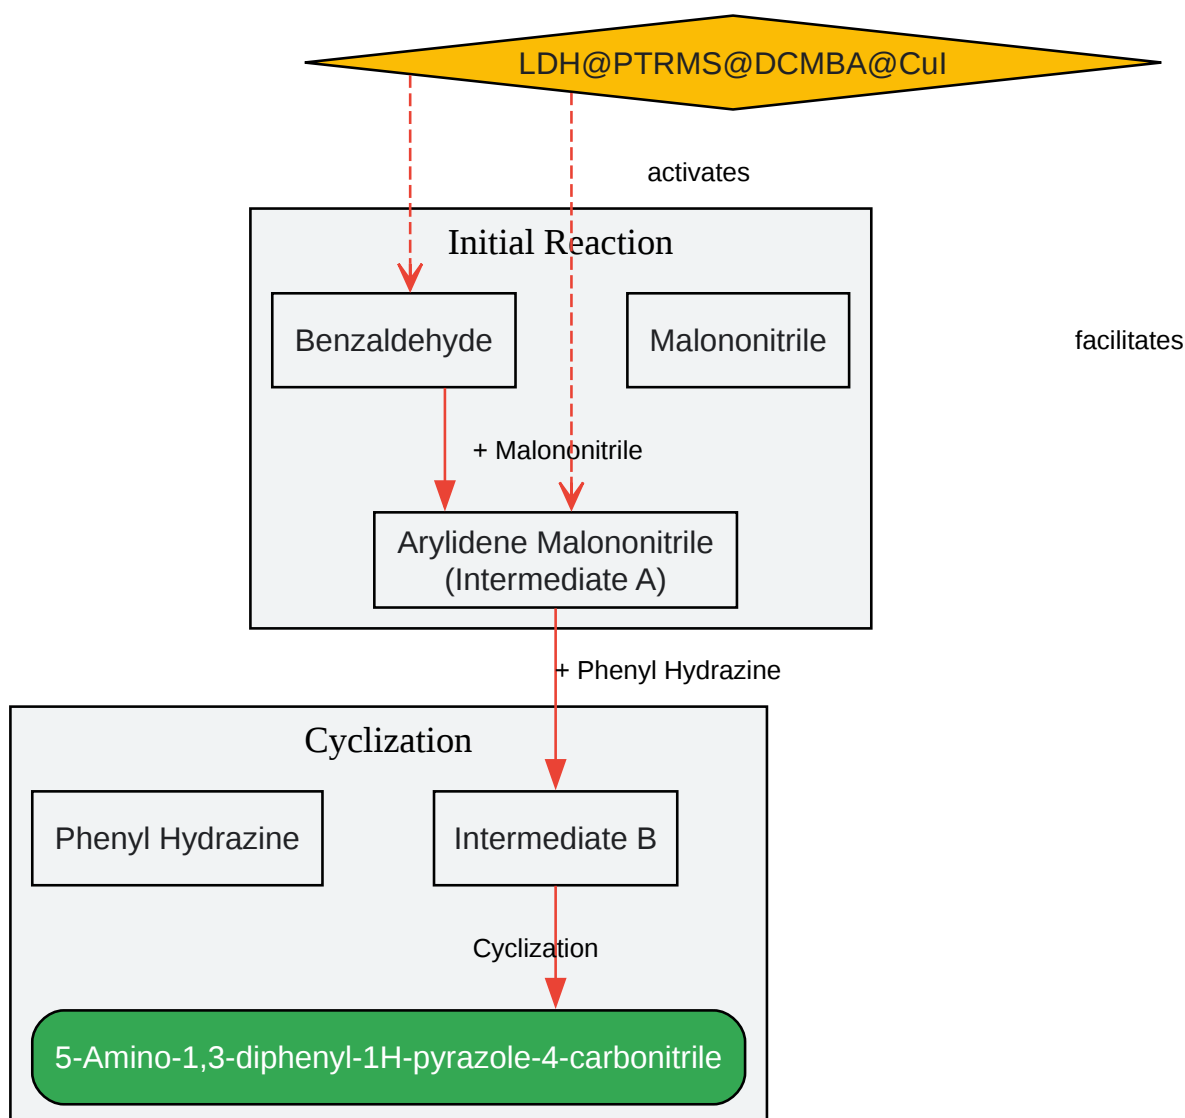 LDH@PTRMS@DCMBA@CuI
activates
Initial Reaction
Benzaldehyde
Malononitrile
facilitates
+ Malononitrile
Arylidene Malononitrile
(Intermediate A)
+ Phenyl Hydrazine
Cyclization
Phenyl Hydrazine
Intermediate B
Cyclization
5-Amino-1,3-diphenyl-1H-pyrazole-4-carbonitrile